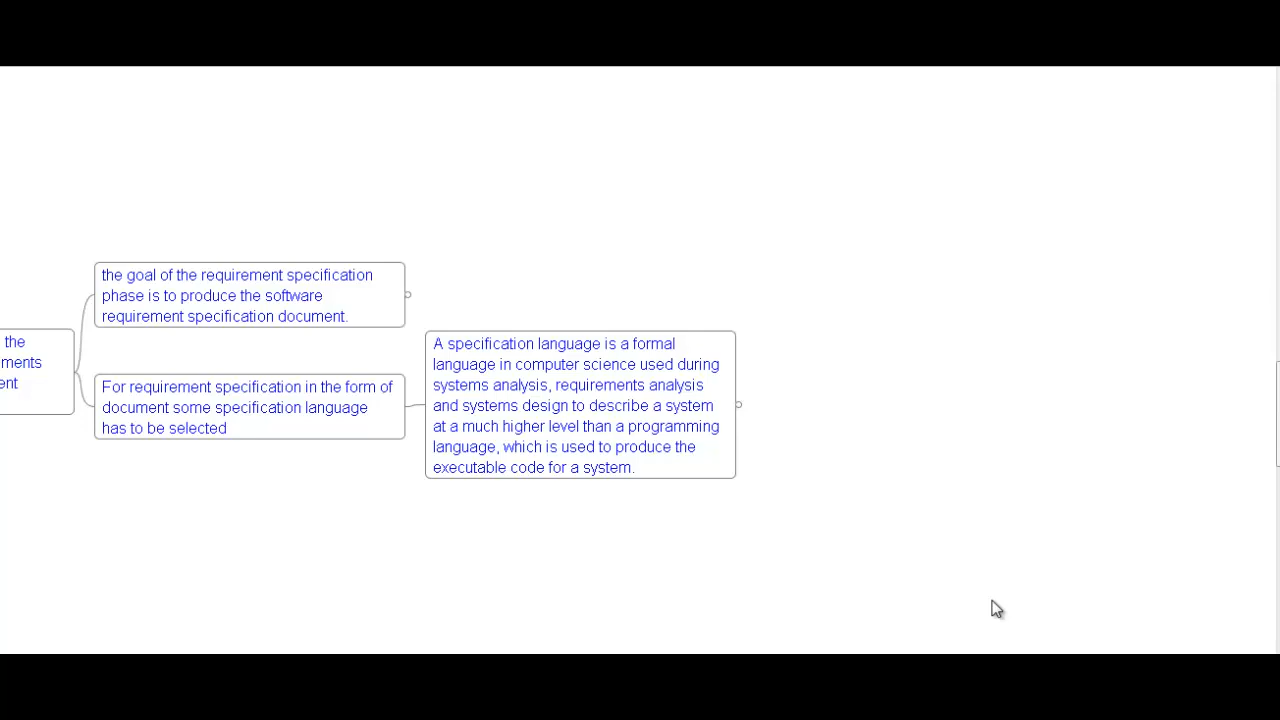 the
ments
ent
the goal of the requirement specification
phase is to produce the software
requirement specification document.
For requirement specification in the form of
document some specification language
has to be selected
A specification language is a formal
language in computer science used during
systems analysis, requirements analysis
and systems design to describe a system
at a much higher level than a programming
language, which is used to produce the
executable code for a system.